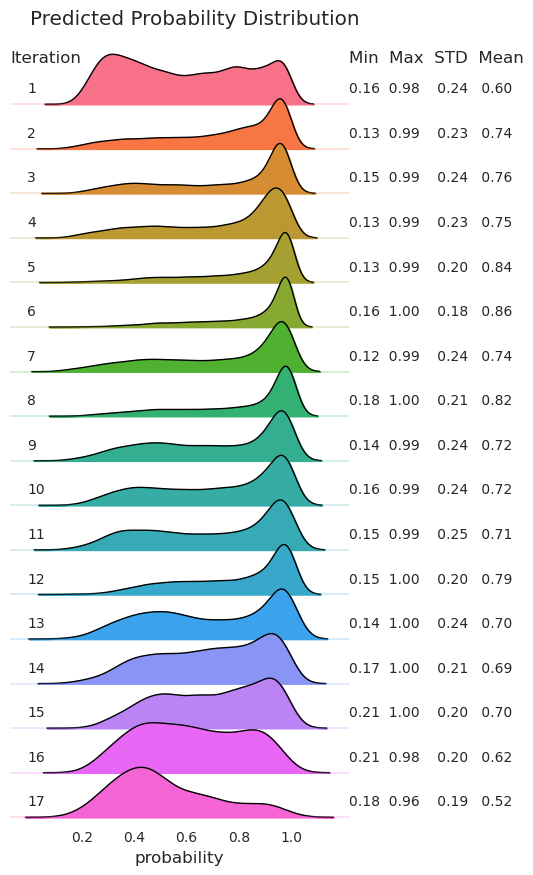 Predicted Probability Distribution
Iteration Min Max STD Mean
1 0.16 0.98 0.24 0.60
2 0.13 0.99 0.23 0.74
3 0.15 0.99 0.24 0.76
4 0.13 0.99 0.23 0.75
5 0.13 0.99 0.20 0.84
6 0.16 1.00 0.18 0.86
7 0.12 0.99 0.24 0.74
8 0.18 1.00 0.21 0.82
9 0.14 0.99 0.24 0.72
10 0.16 0.99 0.24 0.72
11 0.15 0.99 0.25 0.71
12 0.15 1.00 0.20 0.79
13 0.14 1.00 0.24 0.70
14 0.17 1.00 0.21 0.69
15 0.21 1.00 0.20 0.70
16 0.21 0.98 0.20 0.62
17 0.18 0.96 0.19 0.52
0.2 0.4 0.6 0.8 1.0
probability